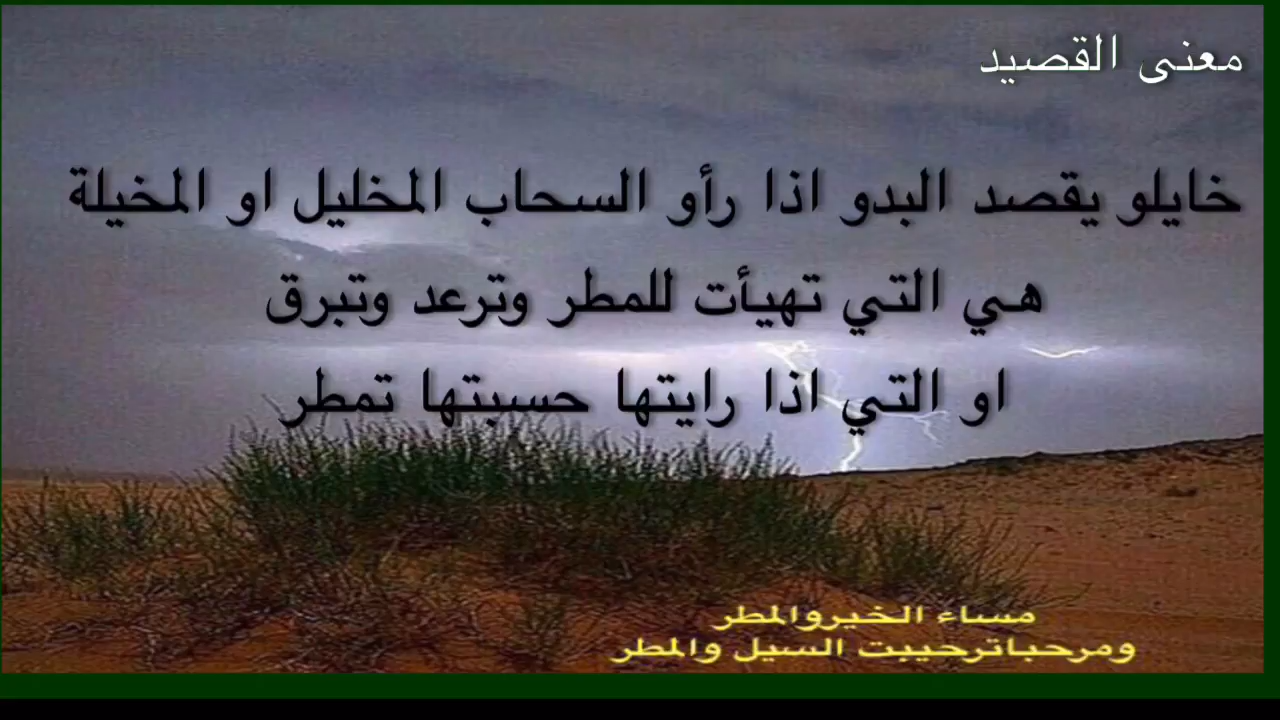 معنى القصيد
خايلو يقصد البدو اذا رأو السحاب المخليل او المخيلة
هي التي تهيأت للمطر وترعد وتبرق
او التي اذا رايتها حسبتها تمطر
مساء الخيروالمطر
ومرحباترحيبت السيل والمطر